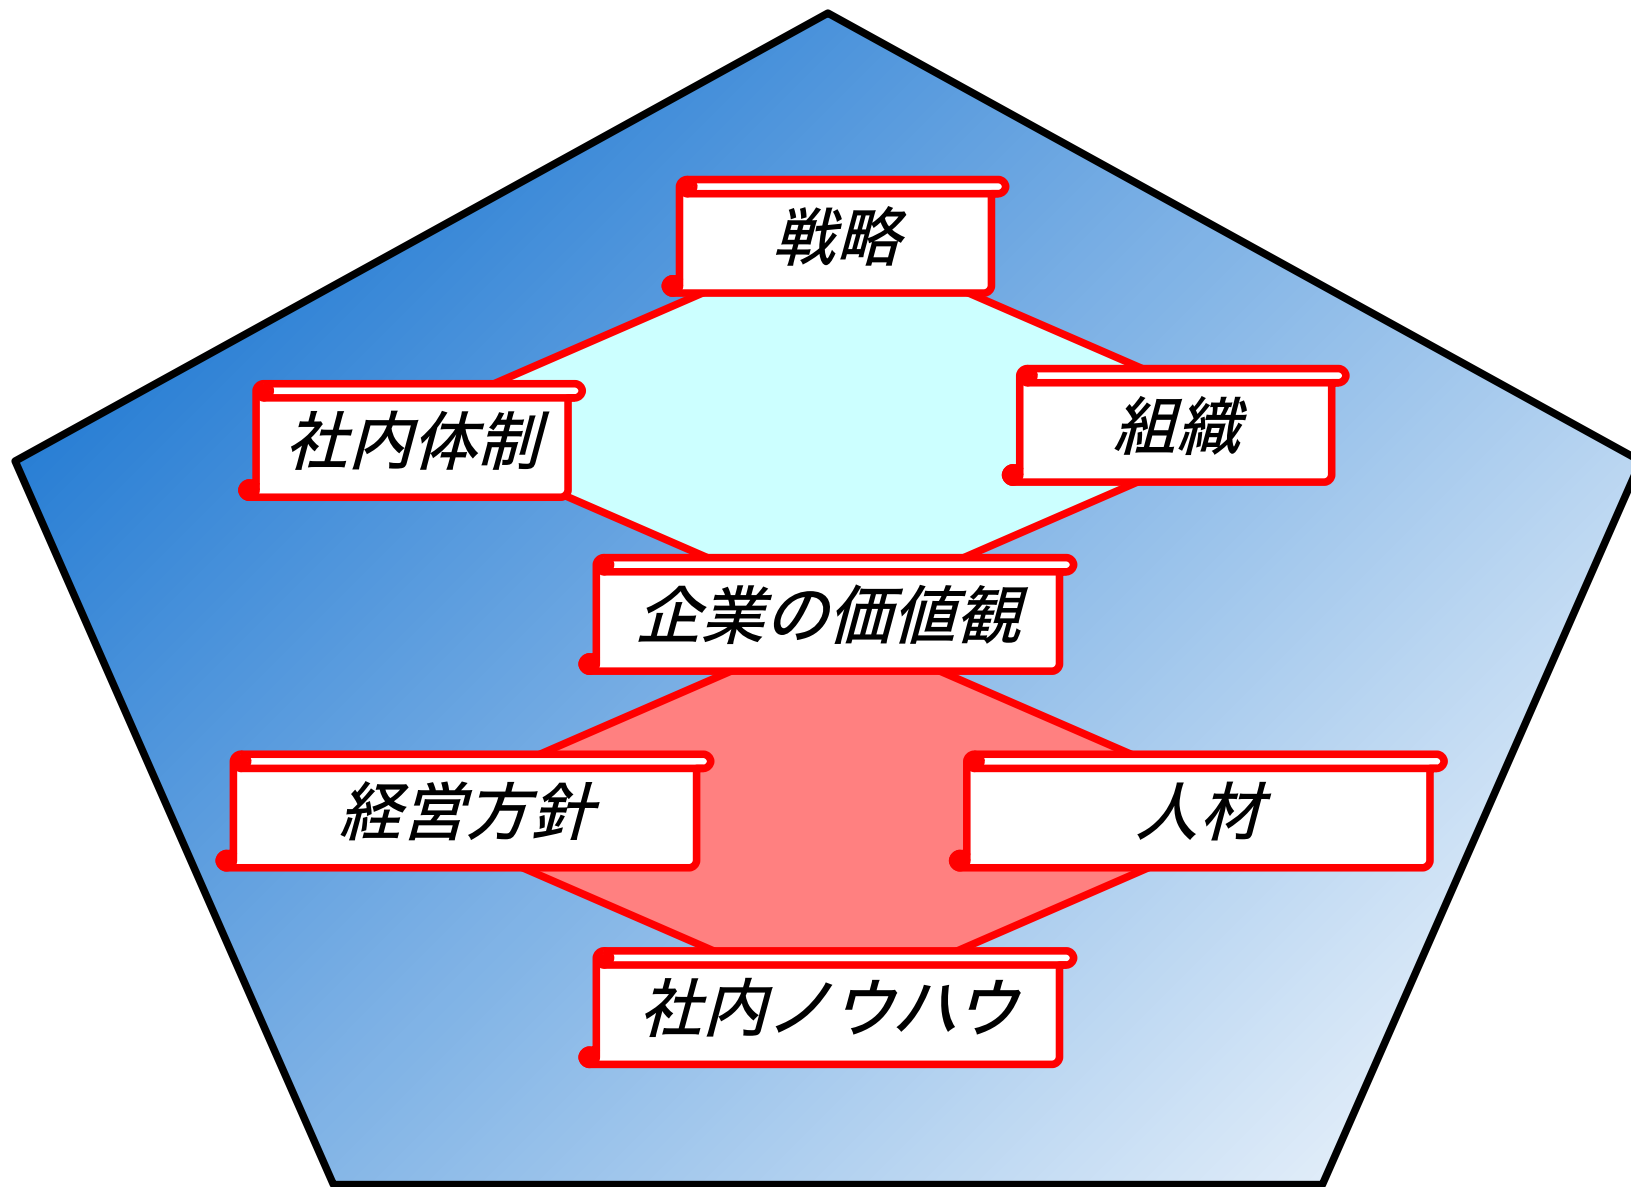 戦略
社内体制
組織
企業の価値観
経営方針
人材
社内ノウハウ